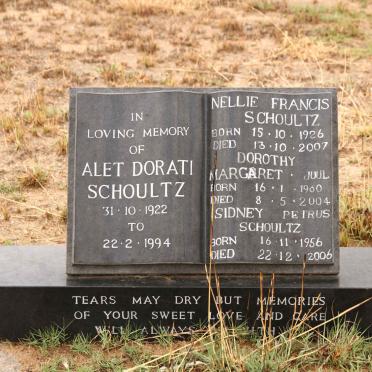 IN
LOVING MEMORY
OF
ALET DORATI
SCHOULTZ
31·10·1922
TO
22·2·1994
NELLIE FRANCIS
SCHOULTZ
BORN 15·10·1926
DIED 13·10·2007
DOROTHY
MARGARET · JUUL
BORN 16·1·1960
DIED 8·5·2004
SIDNEY PETRUS
SCHOULTZ
BORN 16·11·1956
DIED 22·12·2006
TEARS MAY DRY BUT MEMORIES
OF YOUR SWEET LOVE AND CARE
WILL ALWAYS